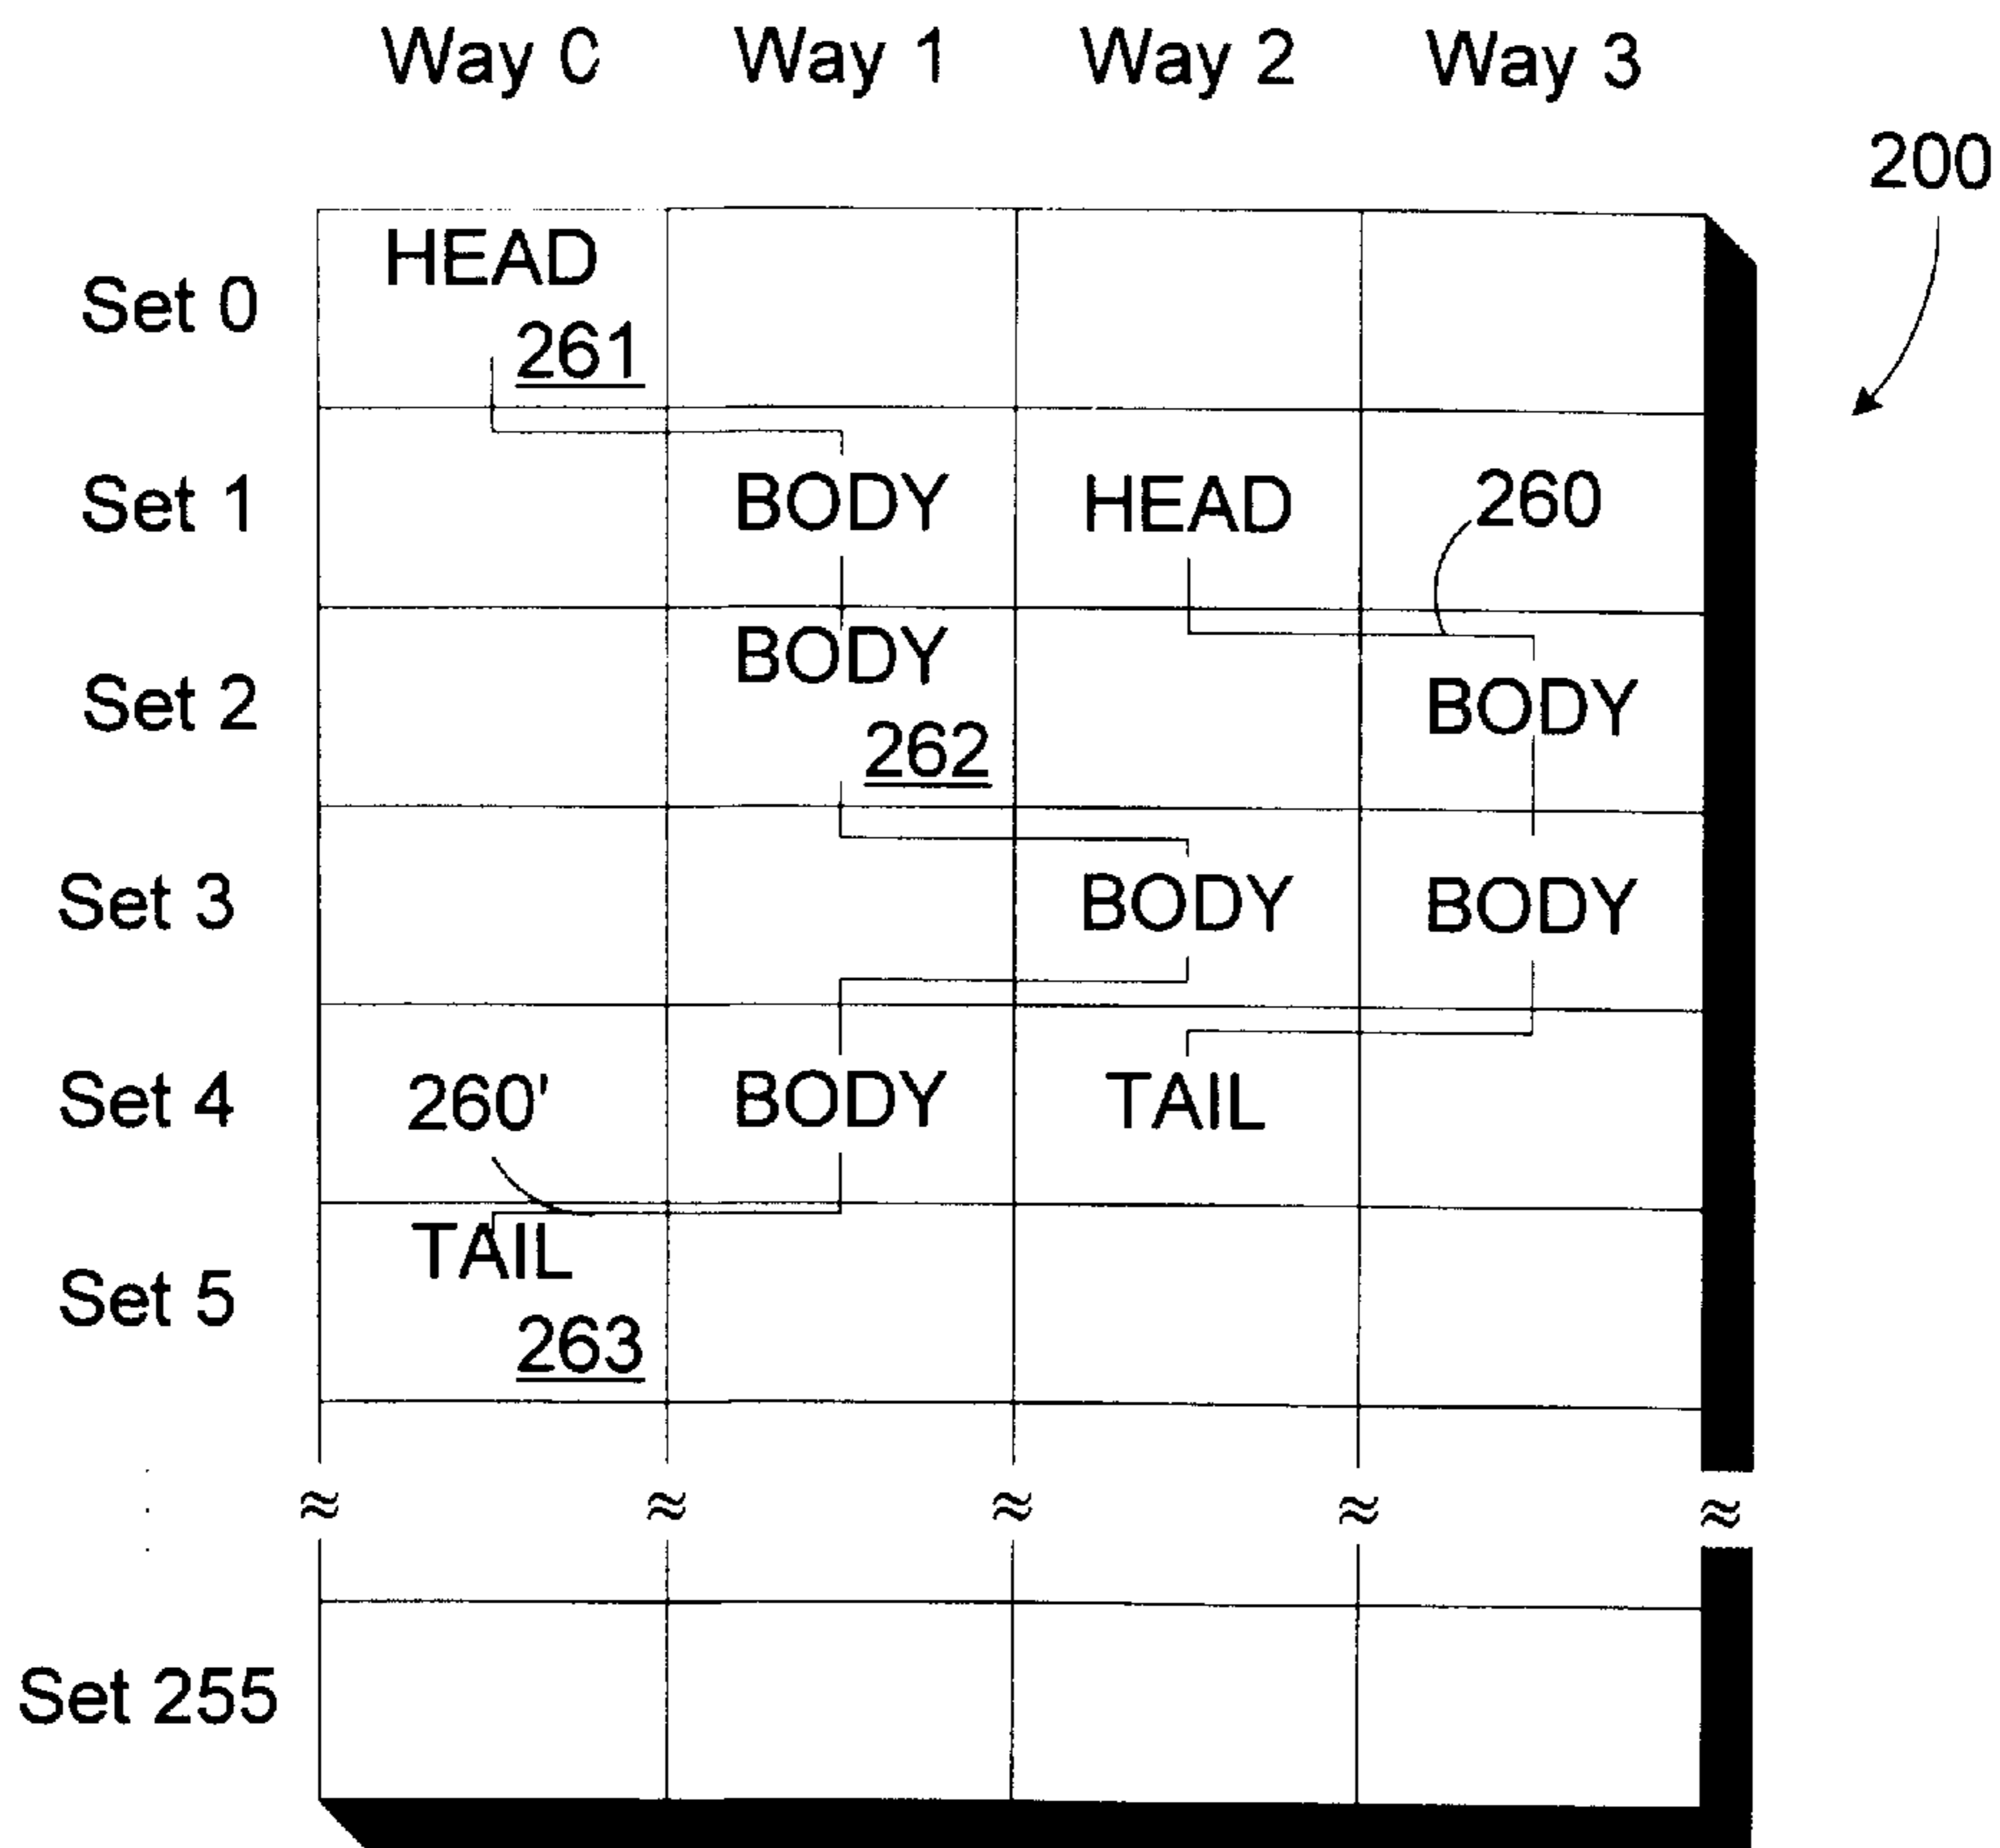 Way 0 Way 1 Way 2 Way 3
200
HEAD
Set 0
261
Set 1 BODY HEAD 260
BODY
Set 2 BODY
262
Set 3 BODY BODY
Set 4 260' BODY TAIL
TAIL
Set 5
263
Set 255